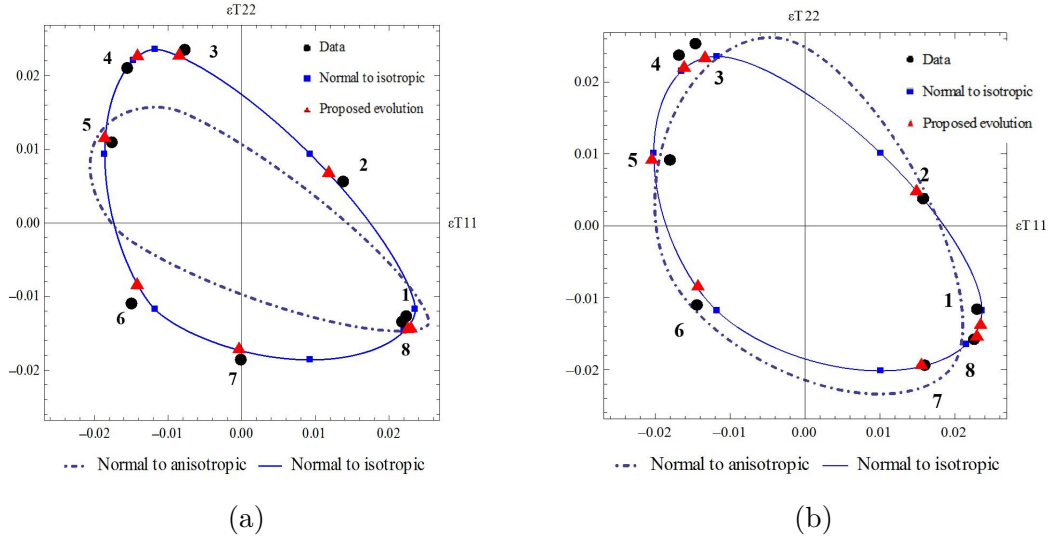 εT22
εT22
0.02
0.01
0.00
−0.01
−0.02
−0.02 −0.01 0.00 0.01 0.02
εT11
Data
Normal to isotropic
Proposed evolution
1
2
3
4
5
6
7
8
Normal to anisotropic Normal to isotropic
(a)
0.02
0.01
0.00
−0.01
−0.02
−0.02 −0.01 0.00 0.01 0.02
εT11
Data
Normal to isotropic
Proposed evolution
1
2
3
4
5
6
7
8
Normal to anisotropic Normal to isotropic
(b)